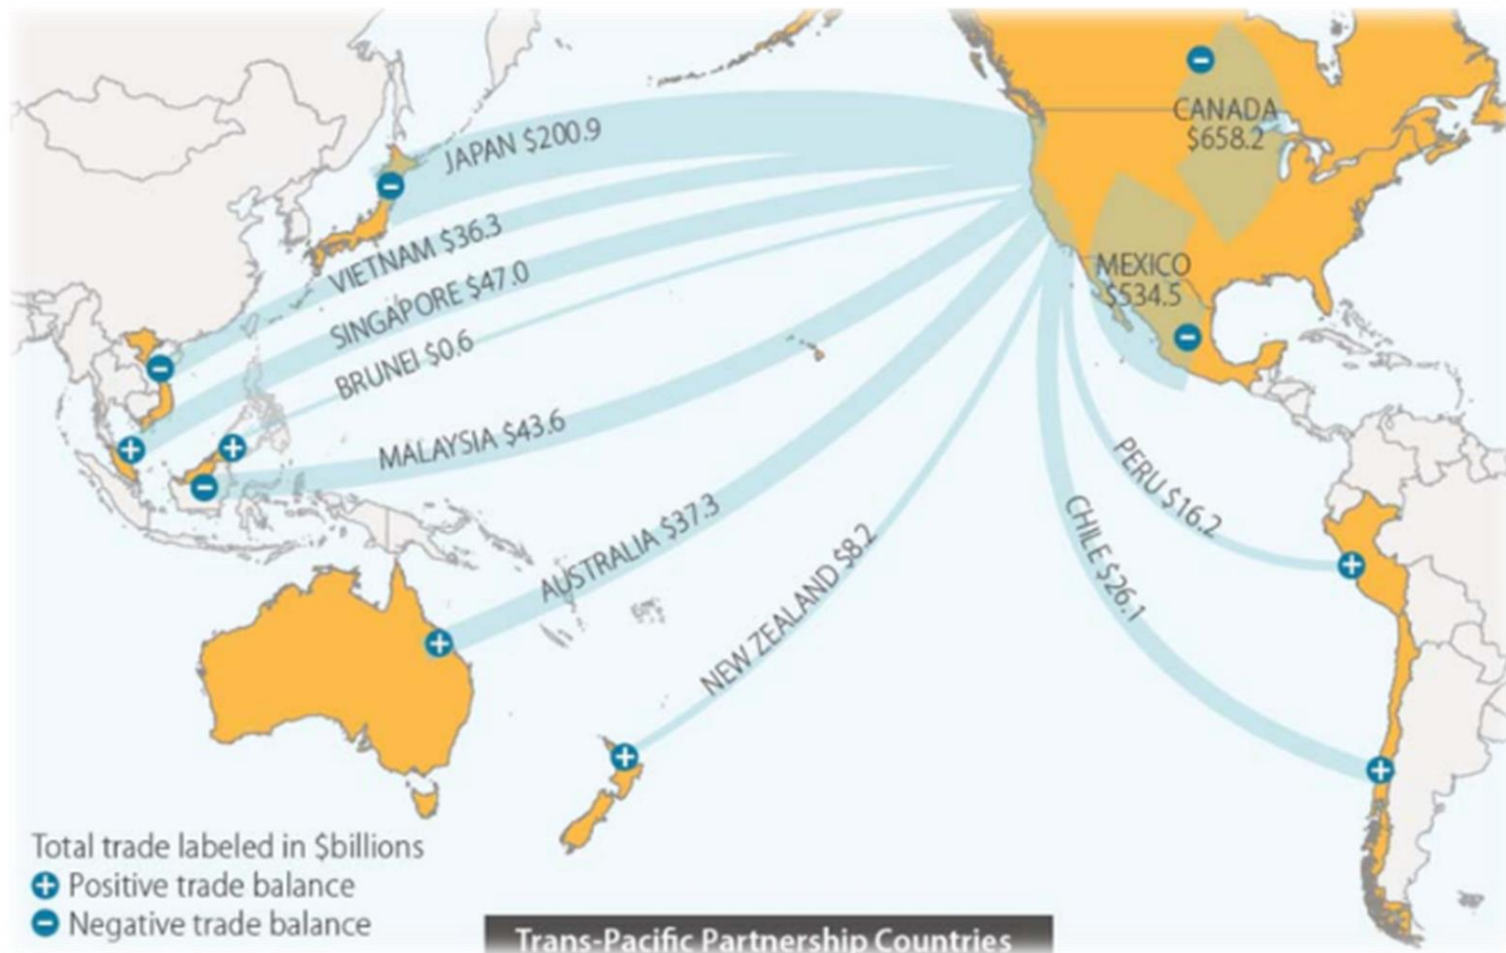 CANADA
$658.2
JAPAN $200.9
VIETNAM $36.3
SINGAPORE $47.0
BRUNEI $0.6
MEXICO
$534.5
MALAYSIA $43.6
AUSTRALIA $37.3
NEW ZEALAND $8.2
PERU $16.2
CHILE $26.1
Total trade labeled in $billions
Positive trade balance
Negative trade balance
Trans-Pacific Partnership Countries